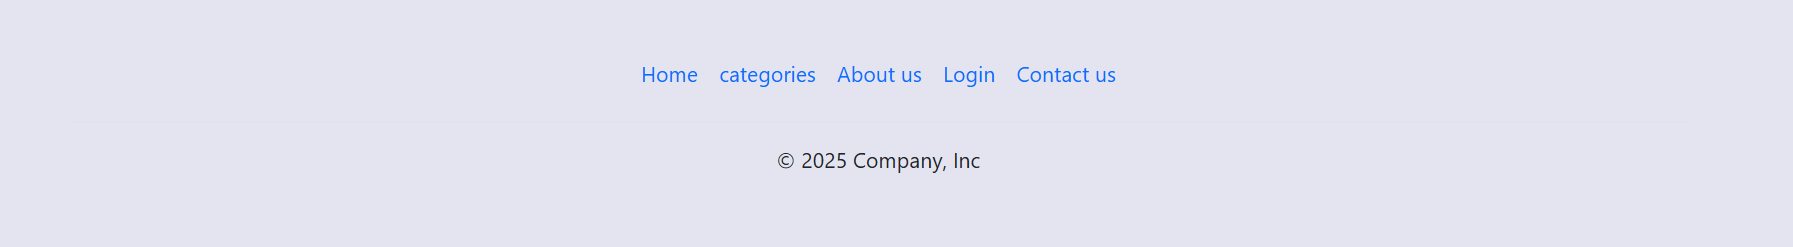 Home categories About us Login Contact us
© 2025 Company, Inc